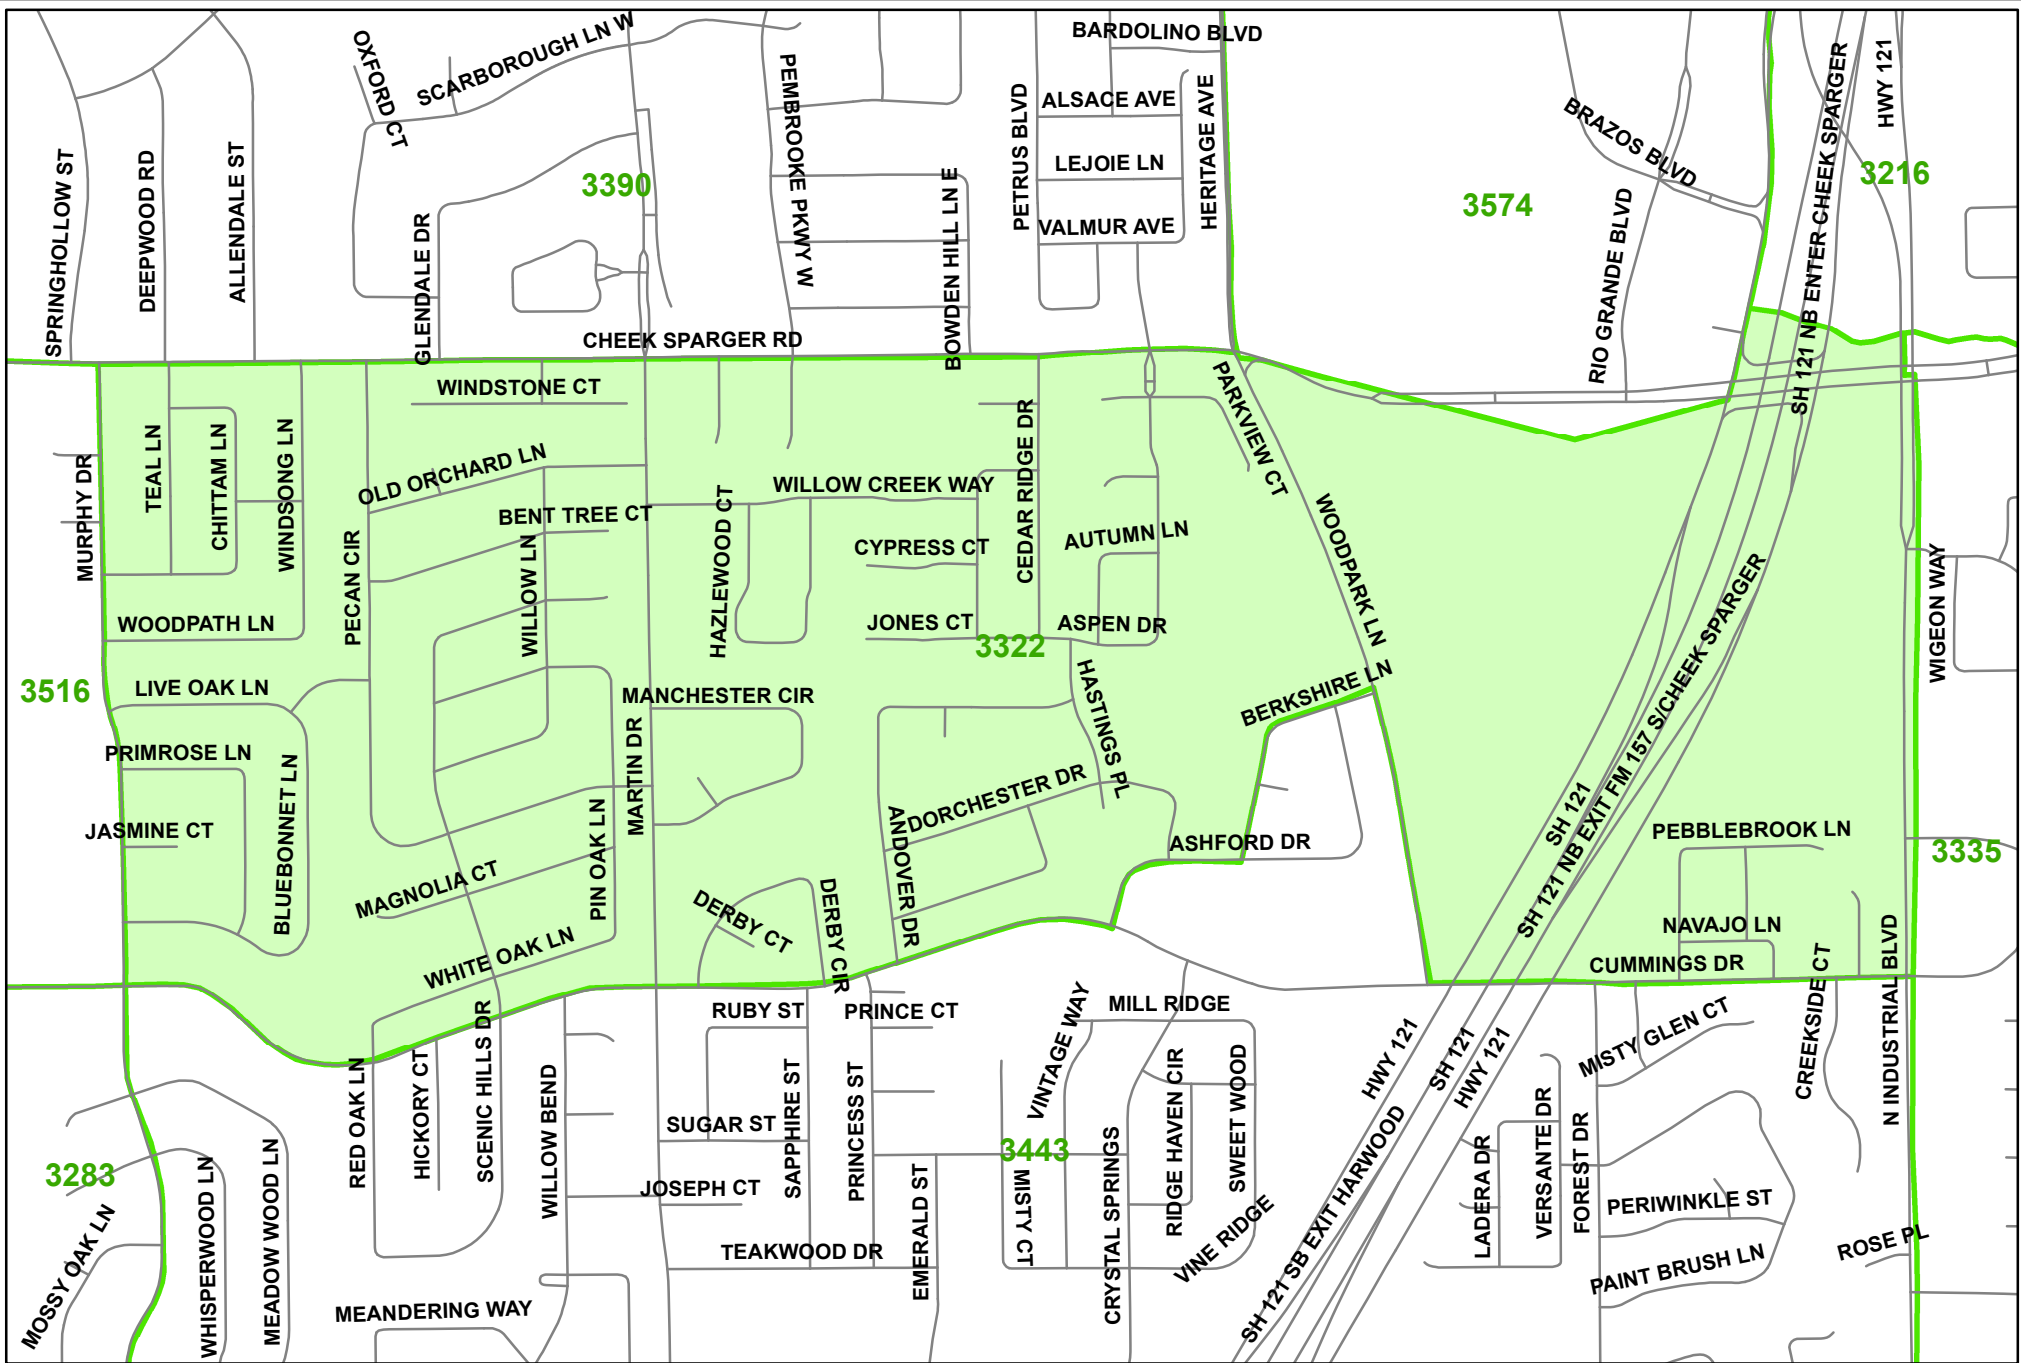 BARDOLINO BLVD
OXFORD CT
SCARBOROUGH LN W
PEMBROOKE PKWY W
PETRUS BLVD
ALSACE AVE
HERITAGE AVE
LEJOIE LN
VALMUR AVE
BRAZOS BLVD
SH 121 NB ENTER CHEEK SPARGER
HWY 121
3216
3390
3574
SPRINGHOLLOW ST
DEEPWOOD RD
ALLENDALE ST
GLENDALE DR
BOWDEN HILL LN E
RIO GRANDE BLVD
CHEEK SPARGER RD
WINDSTONE CT
PARKVIEW CT
MURPHY DR
TEAL LN
CHITTAM LN
WINDSONG LN
OLD ORCHARD LN
WILLOW CREEK WAY
CEDAR RIDGE DR
BENT TREE CT
HAZLEWOOD CT
CYPRESS CT
AUTUMN LN
WOODPARK LN
PECAN CIR
WILLOW LN
WIGEON WAY
WOODPATH LN
JONES CT
ASPEN DR
3322
3516
LIVE OAK LN
MANCHESTER CIR
HASTINGS PL
BERKSHIRE LN
SH 121 NB EXIT FM 157 S/CHEEK SPARGER
PRIMROSE LN
BLUEBONNET LN
MARTIN DR
DORCHESTER DR
SH 121
JASMINE CT
PIN OAK LN
ANDOVER DR
ASHFORD DR
PEBBLEBROOK LN
3335
MAGNOLIA CT
DERBY CT
DERBY CIR
NAVAJO LN
WHITE OAK LN
CUMMINGS DR
CREEKSIDE CT
N INDUSTRIAL BLVD
RUBY ST
PRINCE CT
VINTAGE WAY
MILL RIDGE
MISTY GLEN CT
RED OAK LN
HICKORY CT
SCENIC HILLS DR
WILLOW BEND
SAPPHIRE ST
PRINCESS ST
RIDGE HAVEN CIR
SWEET WOOD
HWY 121
SH 121
HWY 121
SUGAR ST
3443
3283
MOSSY OAK LN
WHISPERWOOD LN
MEADOW WOOD LN
JOSEPH CT
EMERALD ST
MISTY CT
CRYSTAL SPRINGS
VINE RIDGE
SH 121 SB EXIT HARWOOD
LADERA DR
VERSANTE DR
FOREST DR
PERIWINKLE ST
TEAKWOOD DR
PAINT BRUSH LN
ROSE PL
MEANDERING WAY